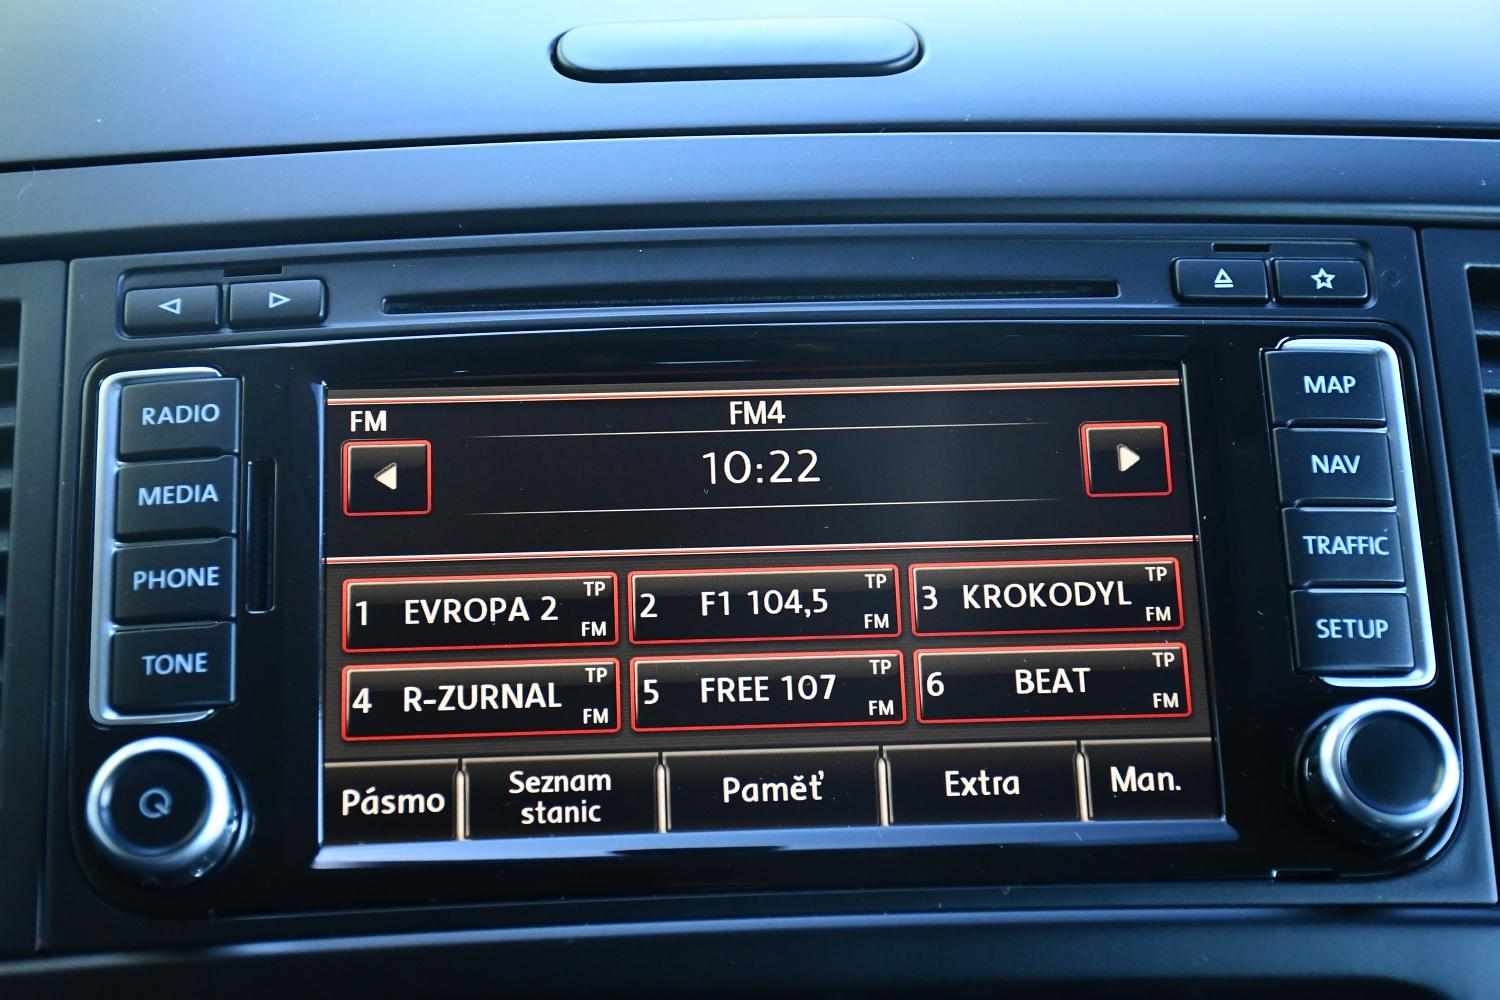 RADIO
MEDIA
PHONE
TONE
FM
FM4
10:22
1 EVROPA 2 TP FM
2 F1 104,5 TP FM
3 KROKODYL TP FM
4 R-ZURNAL TP FM
5 FREE 107 TP FM
6 BEAT TP FM
Pásmo
Seznam
stanic
Paměť
Extra
Man.
MAP
NAV
TRAFFIC
SETUP